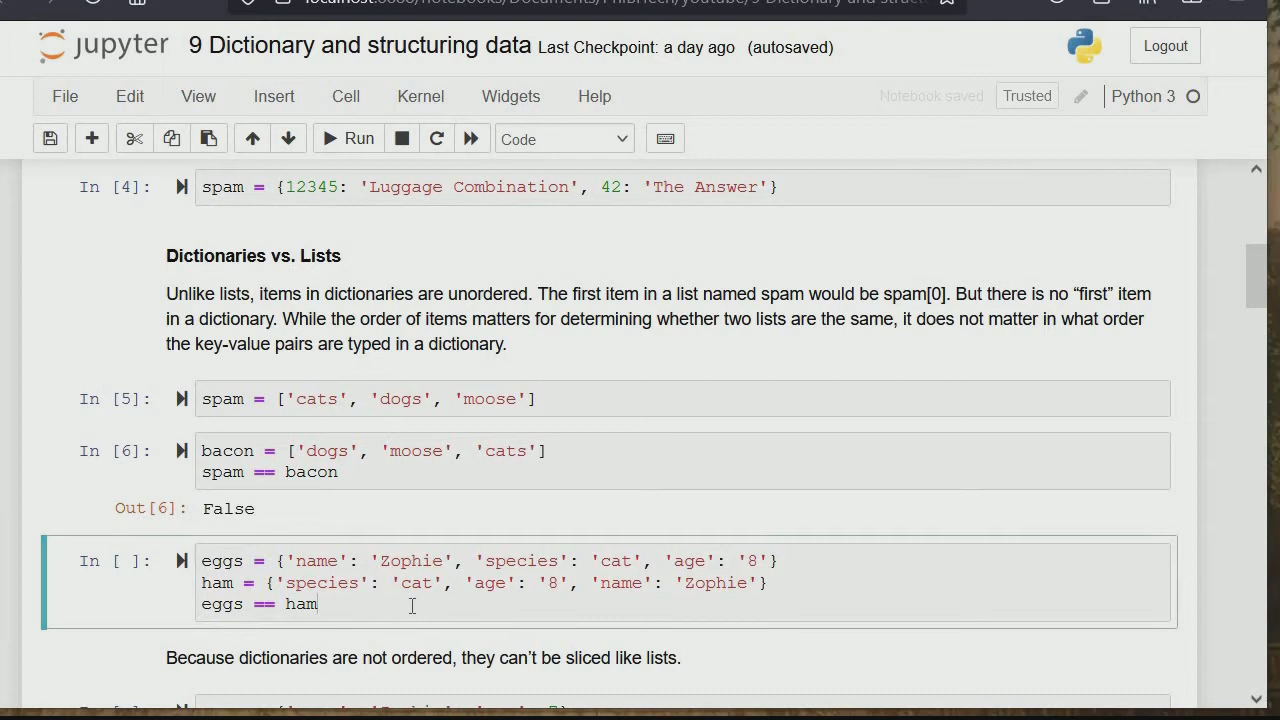 jupyter 9 Dictionary and structuring data Last Checkpoint: a day ago (autosaved) Logout
File Edit View Insert Cell Kernel Widgets Help Notebook saved Trusted Python 3
Run Code
In [4]: spam = {12345: 'Luggage Combination', 42: 'The Answer'}
Dictionaries vs. Lists
Unlike lists, items in dictionaries are unordered. The first item in a list named spam would be spam[0]. But there is no “first” item
in a dictionary. While the order of items matters for determining whether two lists are the same, it does not matter in what order
the key-value pairs are typed in a dictionary.
In [5]: spam = ['cats', 'dogs', 'moose']
In [6]: bacon = ['dogs', 'moose', 'cats']
spam == bacon
Out[6]: False
In [ ]: eggs = {'name': 'Zophie', 'species': 'cat', 'age': '8'}
ham = {'species': 'cat', 'age': '8', 'name': 'Zophie'}
eggs == ham
Because dictionaries are not ordered, they can’t be sliced like lists.